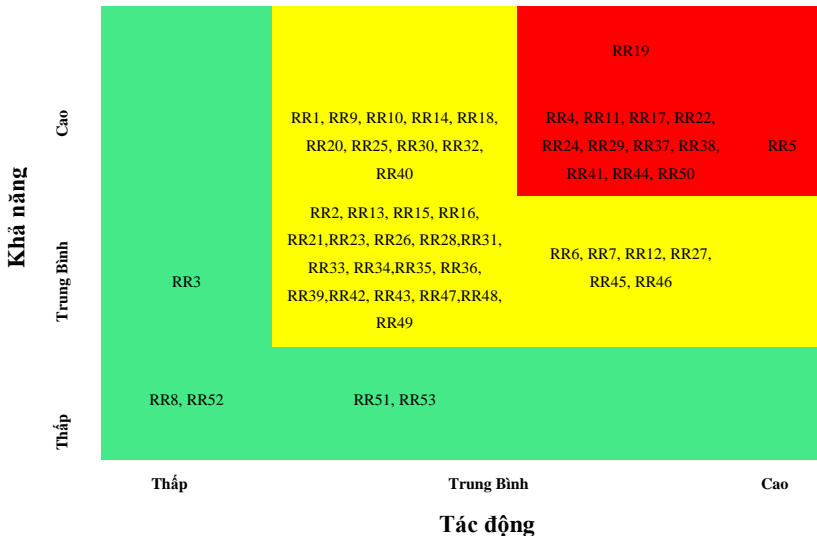 RR19
Cao
RR1, RR9, RR10, RR14, RR18,
RR20, RR25, RR30, RR32,
RR40
RR4, RR11, RR17, RR22,
RR24, RR29, RR37, RR38,
RR41, RR44, RR50
RR5
Khả năng
Trung Bình
RR3
RR2, RR13, RR15, RR16,
RR21,RR23, RR26, RR28,RR31,
RR33, RR34,RR35, RR36,
RR39,RR42, RR43, RR47,RR48,
RR49
RR6, RR7, RR12, RR27,
RR45, RR46
Thấp
RR8, RR52
RR51, RR53
Thấp
Trung Bình
Cao
Tác động